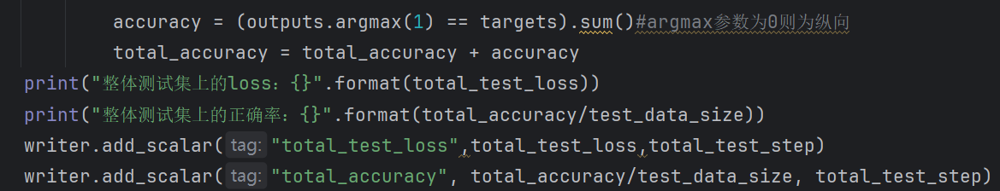 accuracy = (outputs.argmax(1) == targets).sum()#argmax参数为0则为纵向
total_accuracy = total_accuracy + accuracy
print("整体测试集上的loss：{}".format(total_test_loss))
print("整体测试集上的正确率：{}".format(total_accuracy/test_data_size))
writer.add_scalar( tag: "total_test_loss",total_test_loss,total_test_step)
writer.add_scalar( tag: "total_accuracy", total_accuracy/test_data_size, total_test_step)